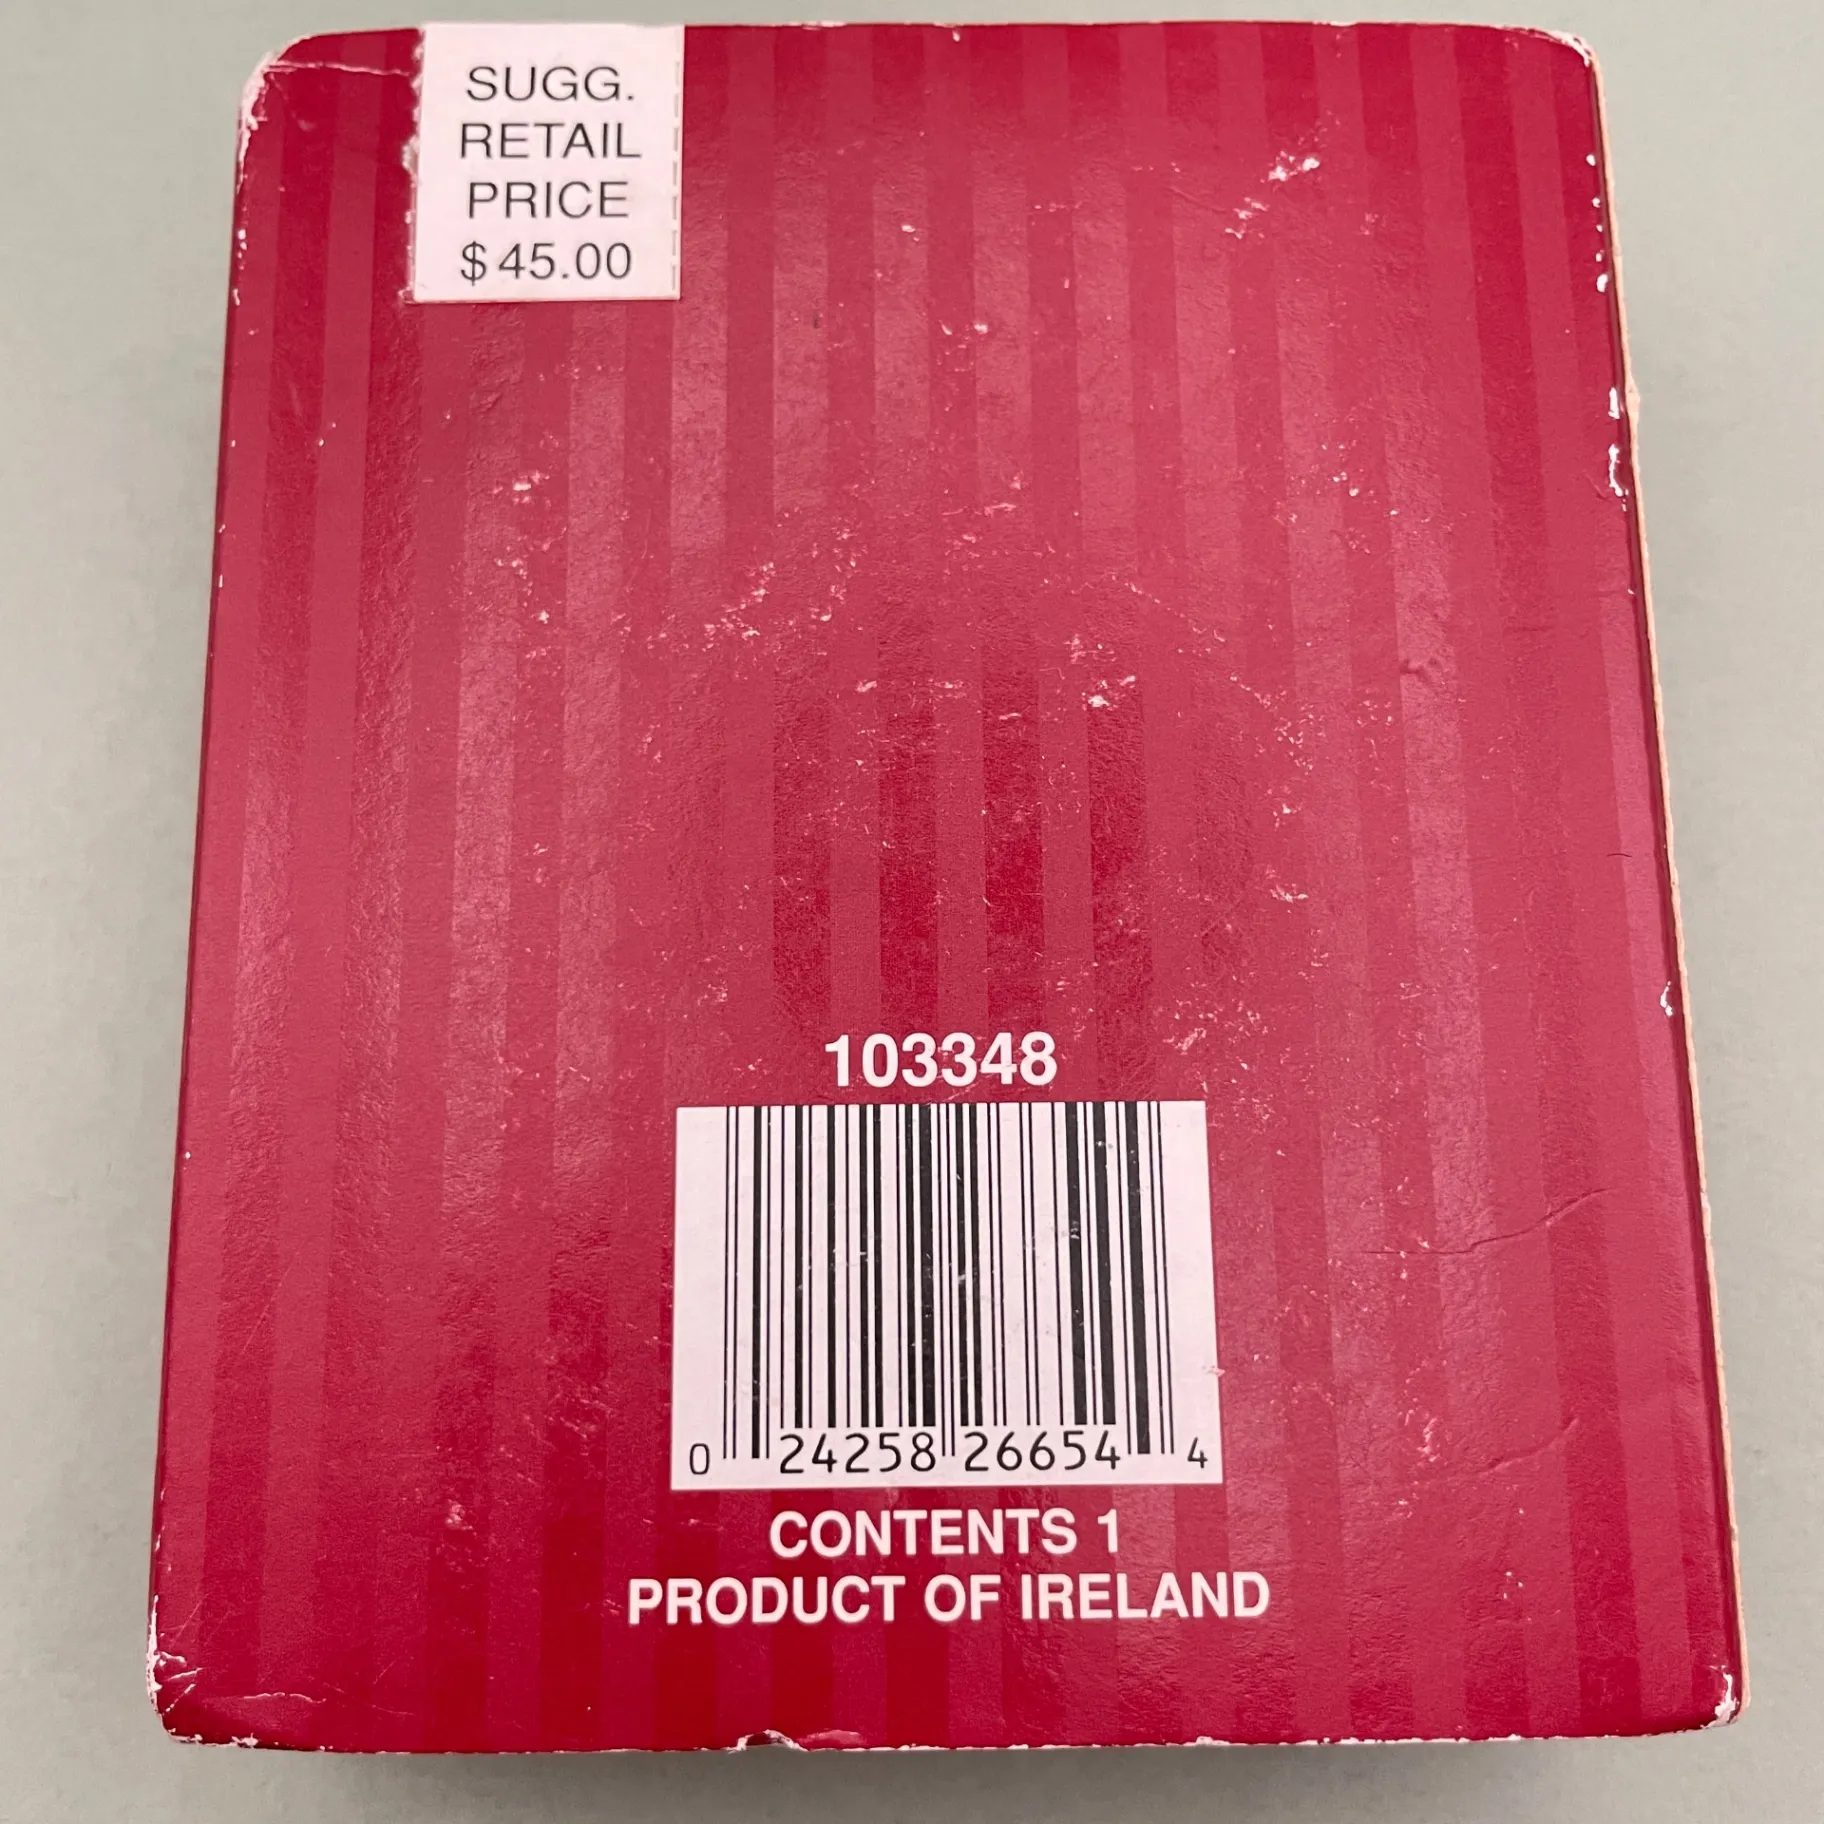 SUGG.
RETAIL
PRICE
$45.00
103348
0 24258 26654 4
CONTENTS 1
PRODUCT OF IRELAND